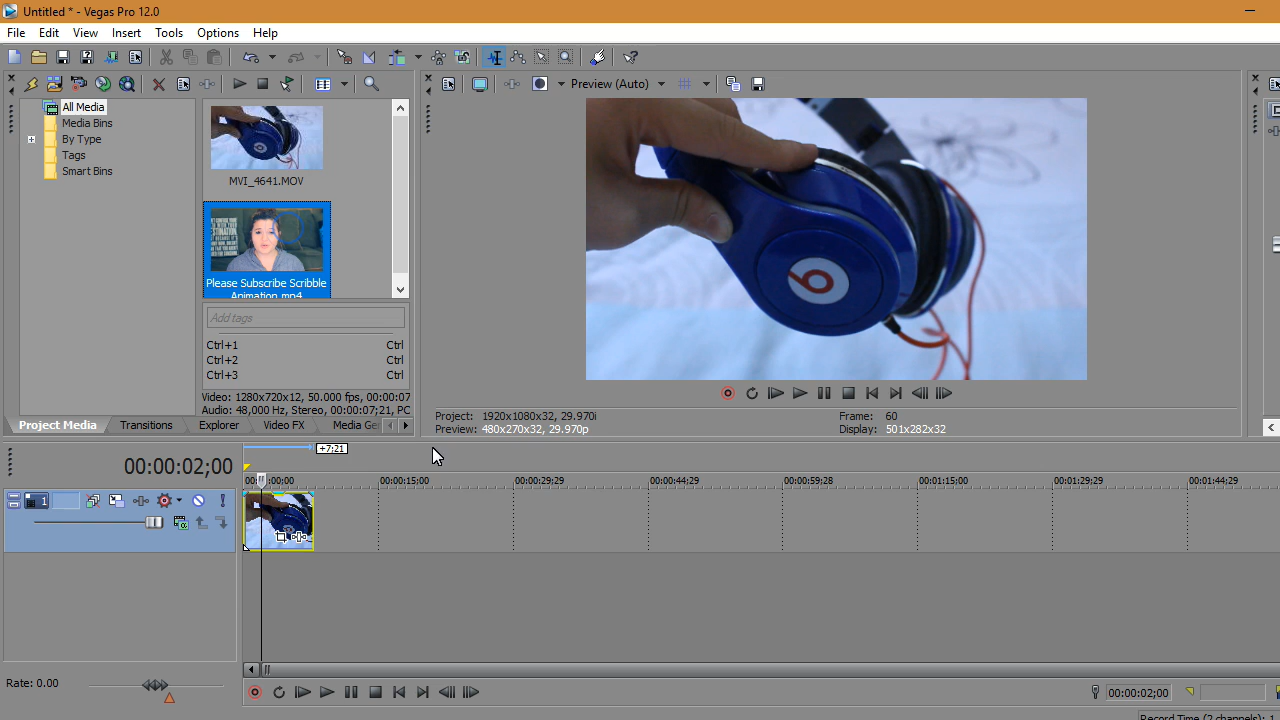 Untitled * - Vegas Pro 12.0
File Edit View Insert Tools Options Help
Preview (Auto)
All Media
Media Bins
By Type
Tags
Smart Bins
MVI_4641.MOV
Please Subscribe Scribble
Animation.mp4
Add tags
Ctrl+1 Ctrl
Ctrl+2 Ctrl
Ctrl+3 Ctrl
Video: 1280x720x12, 50.000 fps, 00:00:07
Audio: 48,000 Hz, Stereo, 00:00:07;21, PC
Project Media Transitions Explorer Video FX Media Ge
Project: 1920x1080x32, 29.970i
Preview: 480x270x32, 29.970p
Frame: 60
Display: 501x282x32
+7;21
00:00:02;00
00:00:15;00 00:00:29;29 00:00:44;29 00:00:59;28 00:01:15;00 00:01:29;29 00:01:44;29
1
Rate: 0.00
00:00:02;00
Record Time (2 channels): 1